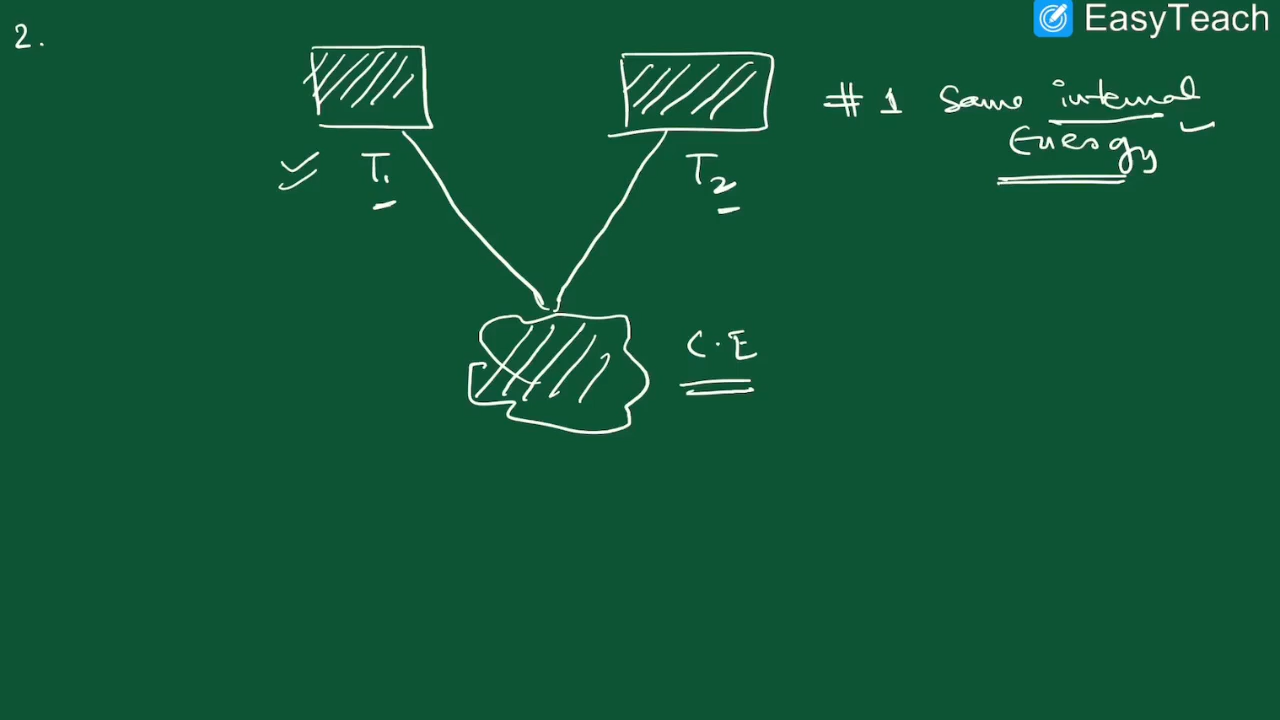 EasyTeach
2.
# 1 Same internal
Energy
T1
T2
C.E